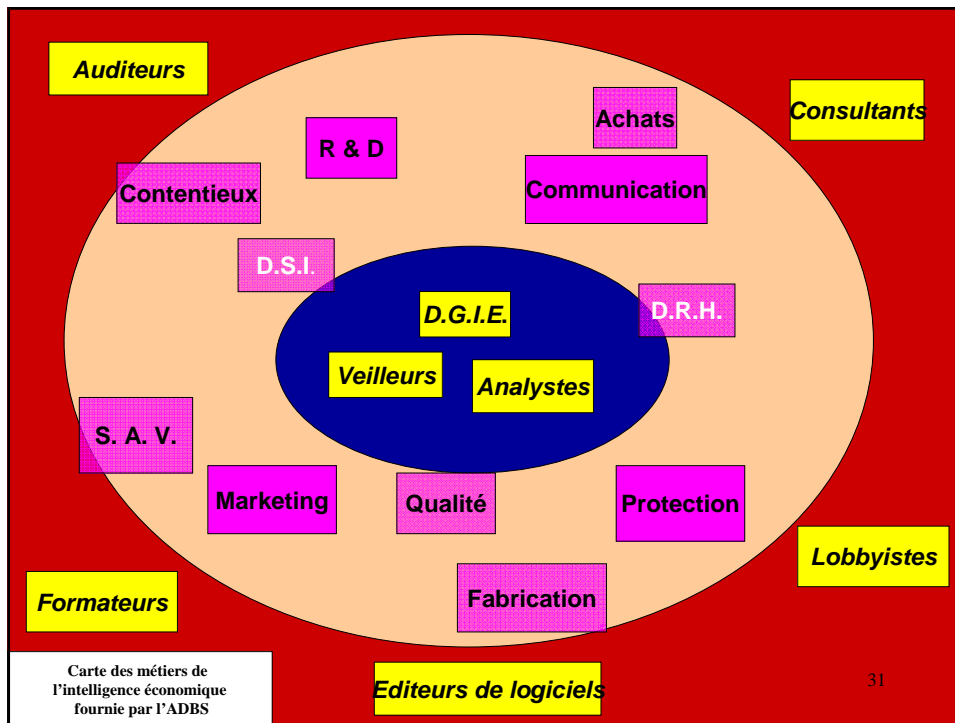 Auditeurs
Consultants
Achats
R & D
Communication
Contentieux
D.S.I.
D.G.I.E.
D.R.H.
Veilleurs
Analystes
S. A. V.
Marketing
Qualité
Protection
Lobbyistes
Formateurs
Fabrication
Carte des métiers de
l'intelligence économique
fournie par l'ADBS
Editeurs de logiciels
31